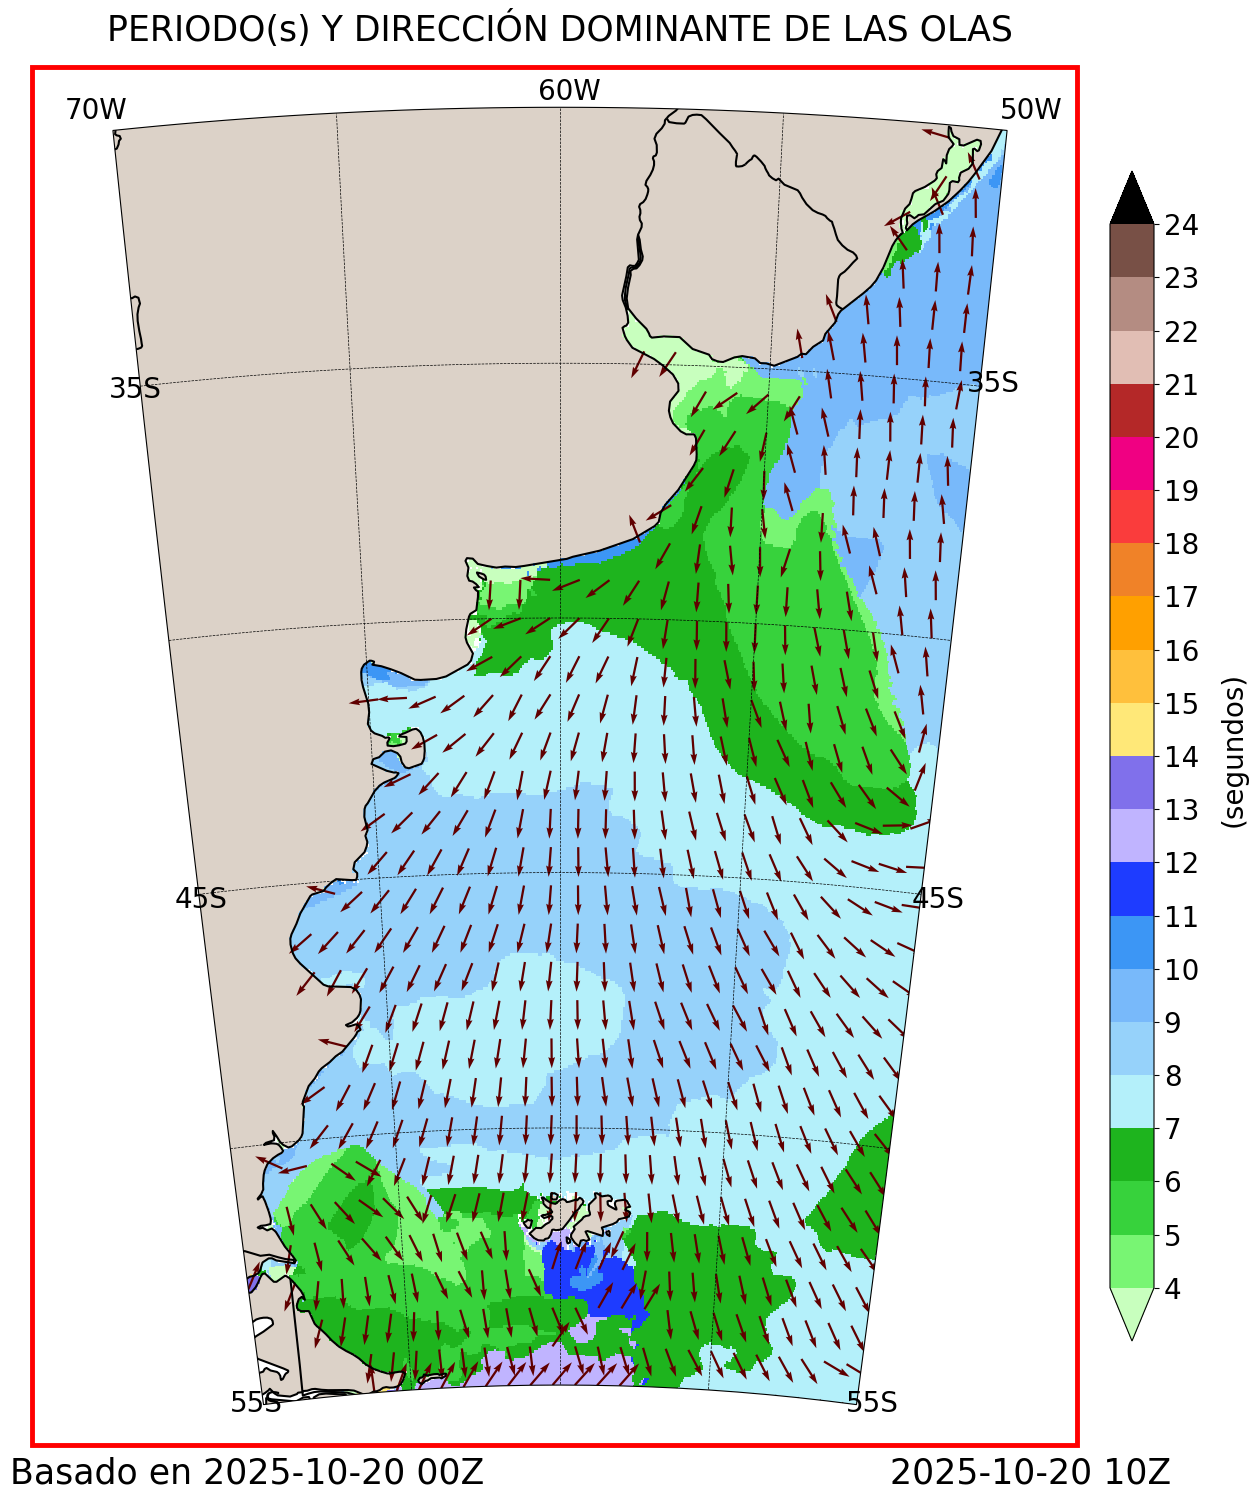 PERIODO(s) Y DIRECCIÓN DOMINANTE DE LAS OLAS
70W
60W
50W
35S
35S
45S
45S
55S
55S
24
23
22
21
20
19
18
17
16
15
14
13
12
11
10
9
8
7
6
5
4
(segundos)
Basado en 2025-10-20 00Z
2025-10-20 10Z